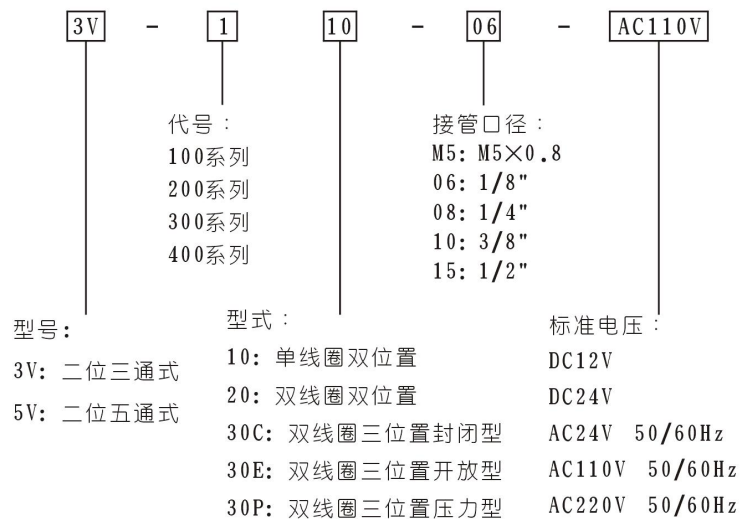 3V - 1 10 - 06 - AC110V
代号:
100系列
200系列
300系列
400系列
接管口径:
M5: M5×0.8
06: 1/8"
08: 1/4"
10: 3/8"
15: 1/2"
型号:
3V: 二位三通式
5V: 二位五通式
型式:
10: 单线圈双位置
20: 双线圈双位置
30C: 双线圈三位置封闭型
30E: 双线圈三位置开放型
30P: 双线圈三位置压力型
标准电压:
DC12V
DC24V
AC24V 50/60Hz
AC110V 50/60Hz
AC220V 50/60Hz